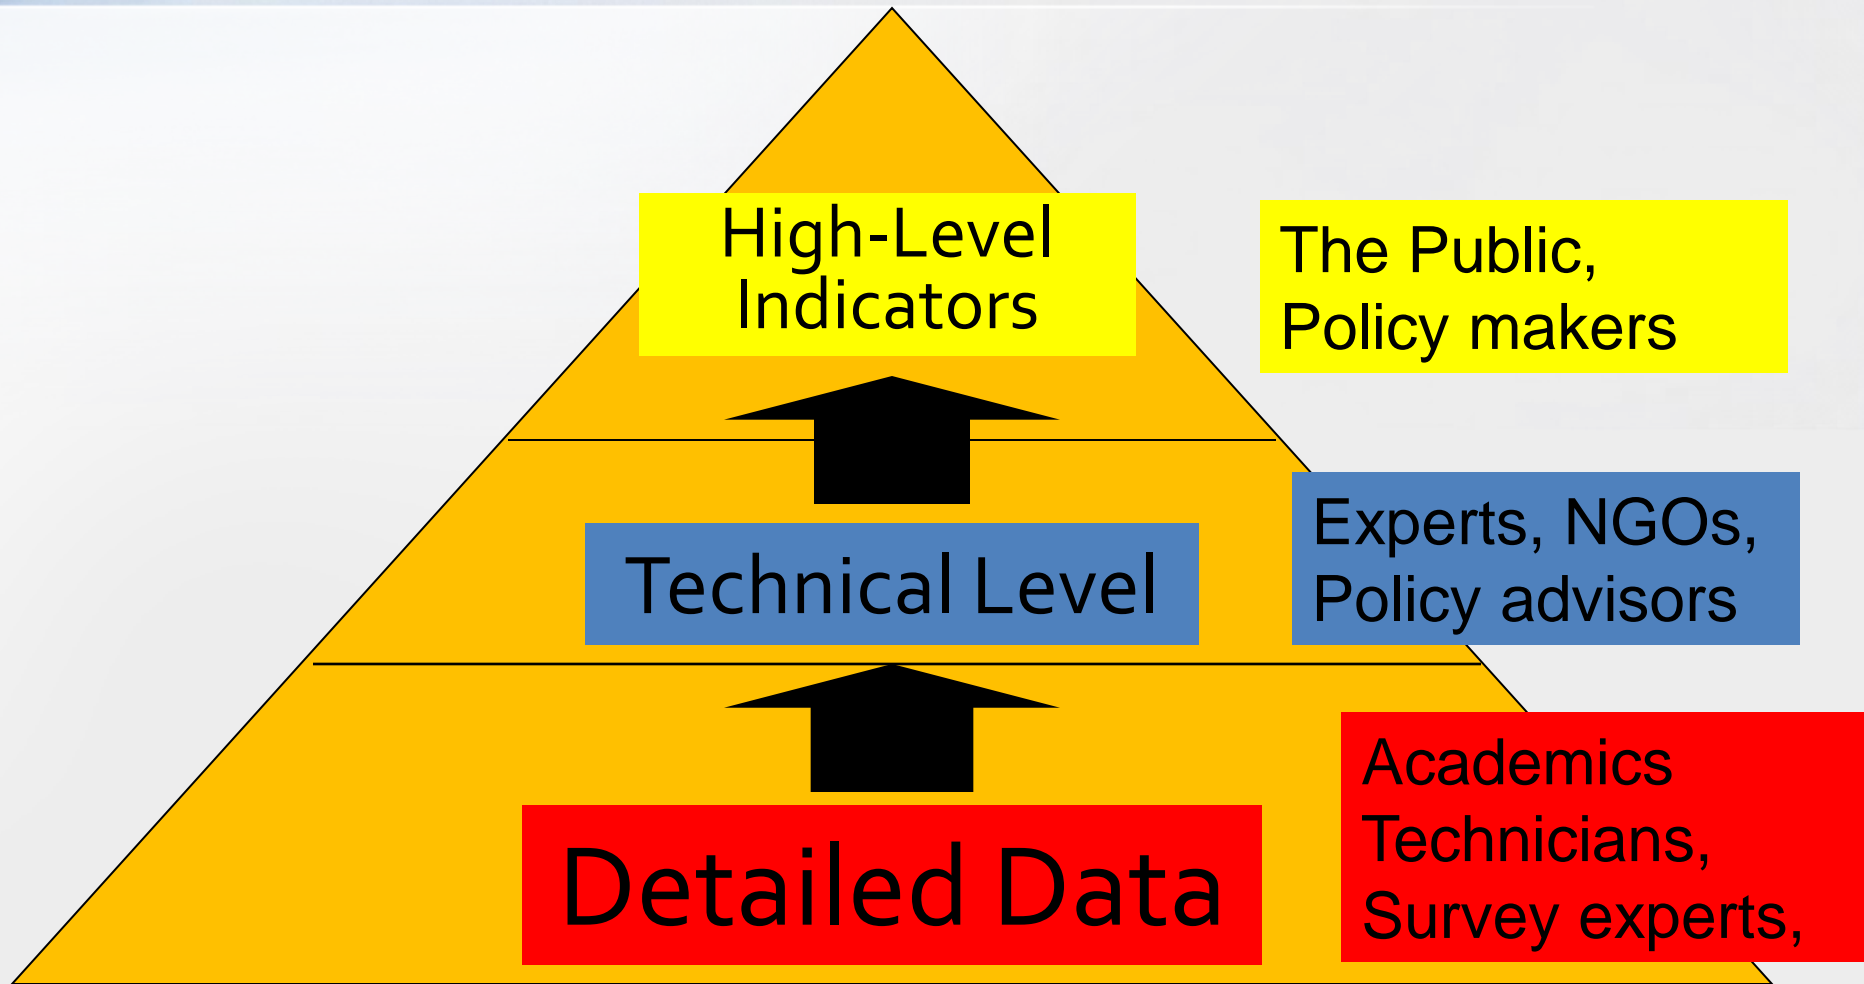 High-Level
Indicators
The Public,
Policy makers
Technical Level
Experts, NGOs,
Policy advisors
Detailed Data
Academics
Technicians,
Survey experts,